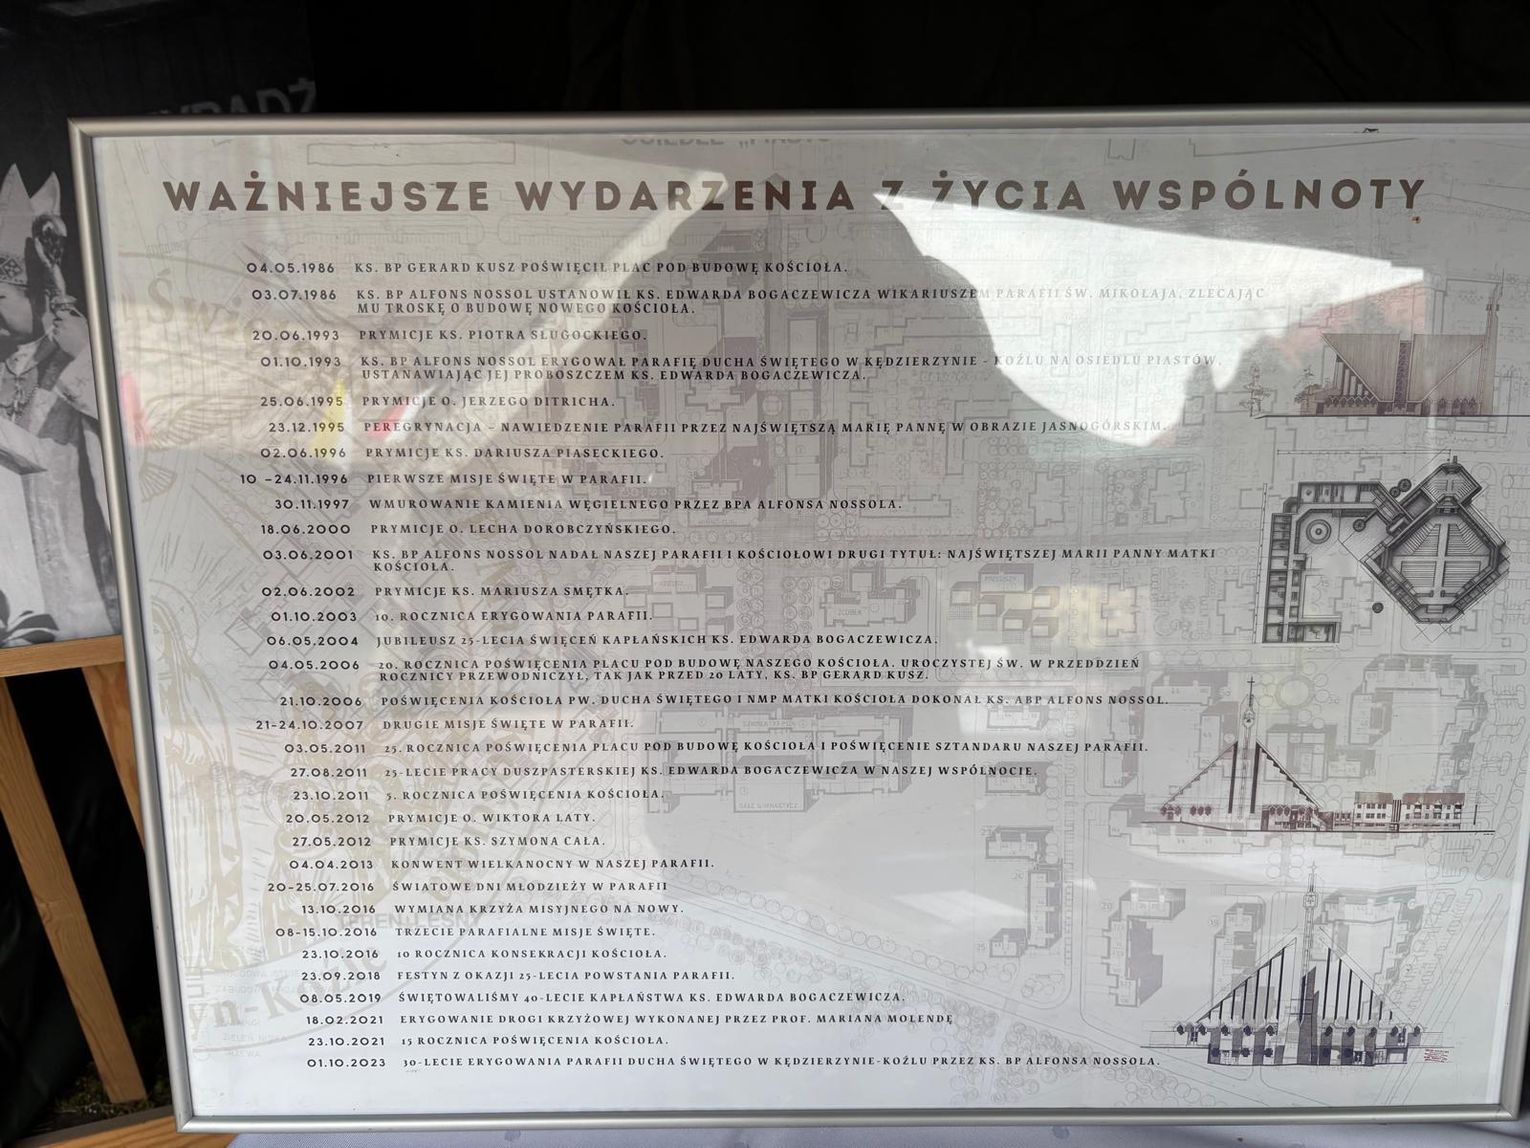 WAŻNIEJSZE WYDARZENIA Z ŻYCIA WSPÓLNOTY
04.05.1986 KS. BP GERARD KUSZ POŚWIĘCIŁ PLAC POD BUDOWĘ KOŚCIOŁA.
03.07.1986 KS. BP ALFONS NOSSOL USTANOWIŁ KS. EDWARDA BOGACZEWICZA WIKARIUSZEM PARAFII ŚW. MIKOŁAJA, ZLECAJĄC
MU TROSKĘ O BUDOWĘ NOWEGO KOŚCIOŁA.
20.06.1993 PRYMICJE KS. PIOTRA SŁUGOCKIEGO.
01.10.1993 KS. BP ALFONS NOSSOL ERYGOWAŁ PARAFIĘ DUCHA ŚWIĘTEGO W KĘDZIERZYNIE - KOŹLU NA OSIEDLU PIASTÓW,
USTANAWIAJĄC JEJ PROBOSZCZEM KS. EDWARDA BOGACZEWICZA.
25.06.1995 PRYMICJE O. JERZEGO DITRICHA.
23.12.1995 PEREGRYNACJA – NAWIEDZENIE PARAFII PRZEZ NAJŚWIĘTSZĄ MARIĘ PANNĘ W OBRAZIE JASNOGÓRSKIM.
02.06.1996 PRYMICJE KS. DARIUSZA PIASECKIEGO.
10 –24.11.1996 PIERWSZE MISJE ŚWIĘTE W PARAFII.
30.11.1997 WMUROWANIE KAMIENIA WĘGIELNEGO PRZEZ BPA ALFONSA NOSSOLA.
18.06.2000 PRYMICJE O. LECHA DOROBCZYŃSKIEGO.
03.06.2001 KS. BP ALFONS NOSSOL NADAŁ NASZEJ PARAFII I KOŚCIOŁOWI DRUGI TYTUŁ: NAJŚWIĘTSZEJ MARII PANNY MATKI
KOŚCIOŁA.
02.06.2002 PRYMICJE KS. MARIUSZA SMĘTKA.
01.10.2003 10. ROCZNICA ERYGOWANIA PARAFII.
06.05.2004 JUBILEUSZ 25-LECIA ŚWIĘCEŃ KAPŁAŃSKICH KS. EDWARDA BOGACZEWICZA.
04.05.2006 20. ROCZNICA POŚWIĘCENIA PLACU POD BUDOWĘ NASZEGO KOŚCIOŁA. UROCZYSTEJ ŚW. W PRZEDDZIEŃ
ROCZNICY PRZEWODNICZYŁ, TAK JAK PRZED 20 LATY, KS. BP GERARD KUSZ.
21.10.2006 POŚWIĘCENIA KOŚCIOŁA PW. DUCHA ŚWIĘTEGO I NMP MATKI KOŚCIOŁA DOKONAŁ KS. ABP ALFONS NOSSOL.
21-24.10.2007 DRUGIE MISJE ŚWIĘTE W PARAFII.
03.05.2011 25. ROCZNICA POŚWIĘCENIA PLACU POD BUDOWĘ KOŚCIOŁA I POŚWIĘCENIE SZTANDARU NASZEJ PARAFII.
27.08.2011 25-LECIE PRACY DUSZPASTERSKIEJ KS. EDWARDA BOGACZEWICZA W NASZEJ WSPÓLNOCIE.
23.10.2011 5. ROCZNICA POŚWIĘCENIA KOŚCIOŁA.
20.05.2012 PRYMICJE O. WIKTORA LATY.
27.05.2012 PRYMICJE KS. SZYMONA CAŁA.
04.04.2013 KONWENT WIELKANOCNY W NASZEJ PARAFII.
20-25.07.2016 ŚWIATOWE DNI MŁODZIEŻY W PARAFII
13.10.2016 WYMIANA KRZYŻA MISYJNEGO NA NOWY.
08-15.10.2016 TRZECIE PARAFIALNE MISJE ŚWIĘTE.
23.10.2016 10 ROCZNICA KONSEKRACJI KOŚCIOŁA.
23.09.2018 FESTYN Z OKAZJI 25-LECIA POWSTANIA PARAFII.
08.05.2019 ŚWIĘTOWALIŚMY 40-LECIE KAPŁAŃSTWA KS. EDWARDA BOGACZEWICZA.
18.02.2021 ERYGOWANIE DROGI KRZYŻOWEJ WYKONANEJ PRZEZ PROF. MARIANA MOLENDĘ
23.10.2021 15 ROCZNICA POŚWIĘCENIA KOŚCIOŁA.
01.10.2023 30-LECIE ERYGOWANIA PARAFII DUCHA ŚWIĘTEGO W KĘDZIERZYNIE-KOŹLU PRZEZ KS. BP ALFONSA NOSSOLA.